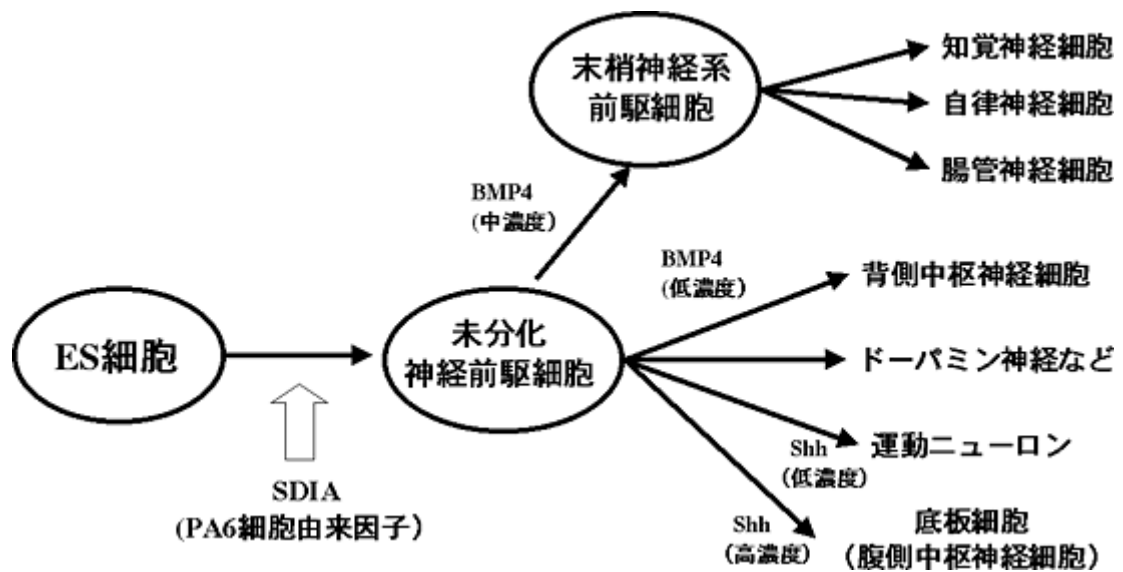 末梢神経系
前駆細胞
知覚神経細胞
自律神経細胞
腸管神経細胞
BMP4
(中濃度)
BMP4
(低濃度)
背側中枢神経細胞
ES細胞
未分化
神経前駆細胞
ドーパミン神経など
Shh
(低濃度)
運動ニューロン
SDIA
(PA6細胞由来因子)
Shh
(高濃度)
底板細胞
(腹側中枢神経細胞)